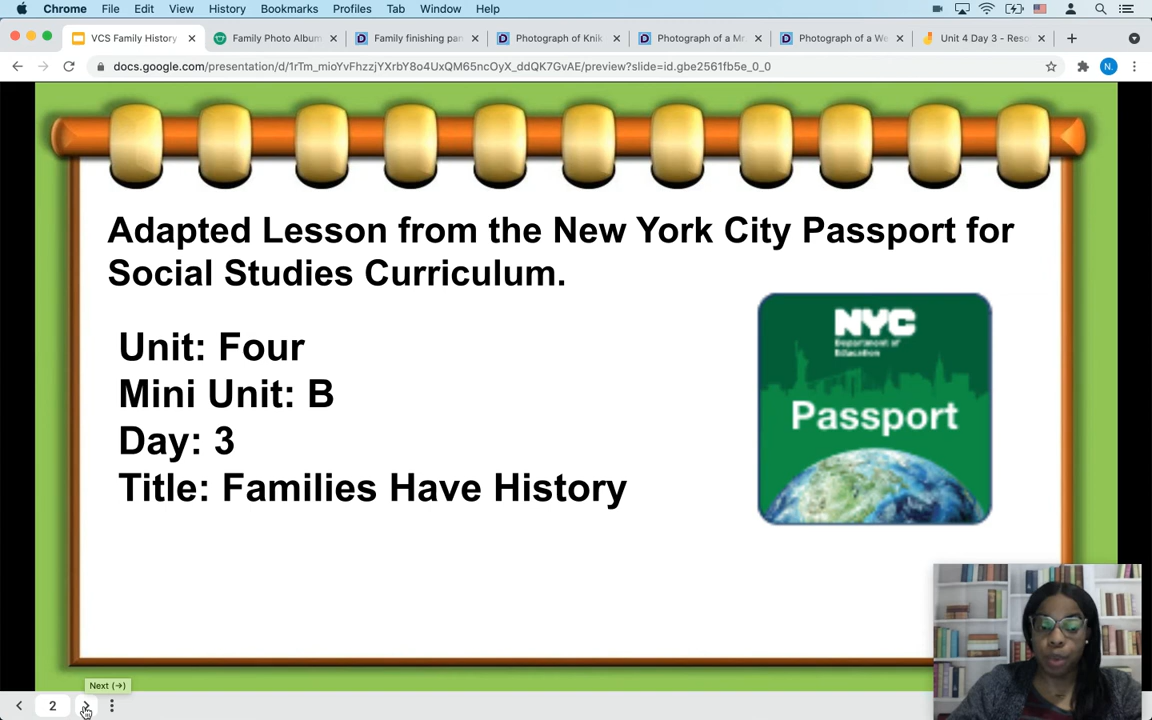 Chrome File Edit View History Bookmarks Profiles Tab Window Help
VCS Family History
Family Photo Album
Family finishing pan
Photograph of Knik
Photograph of a Mr.
Photograph of a We
Unit 4 Day 3 - Reso
docs.google.com/presentation/d/1rTm_mioYvFhzzjYXrbY8o4UxQM65ncOyX_ddQK7GvAE/preview?slide=id.gbe2561fb5e_0_0
N.
Adapted Lesson from the New York City Passport for
Social Studies Curriculum.
Unit: Four
Mini Unit: B
Day: 3
Title: Families Have History
NYC
Department of
Education
Passport
Next (→)
2